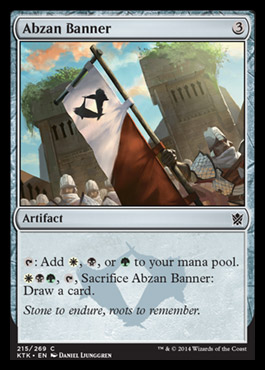 Abzan Banner 3
Artifact
: Add , , or to your mana pool.
, , Sacrifice Abzan Banner:
Draw a card.
Stone to endure, roots to remember.
215/269 C
KTK • EN DANIEL LJUNGGREN
™ & © 2014 Wizards of the Coast